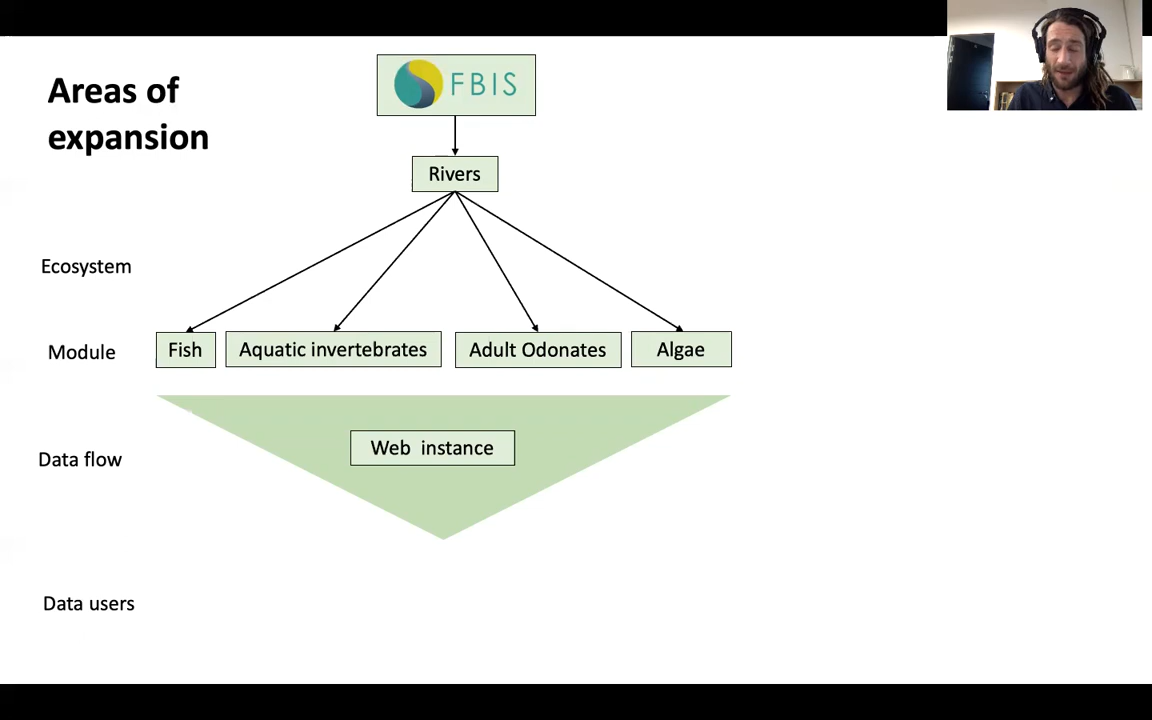 Areas of
expansion
FBIS
Rivers
Ecosystem
Module
Fish
Aquatic invertebrates
Adult Odonates
Algae
Data flow
Web instance
Data users